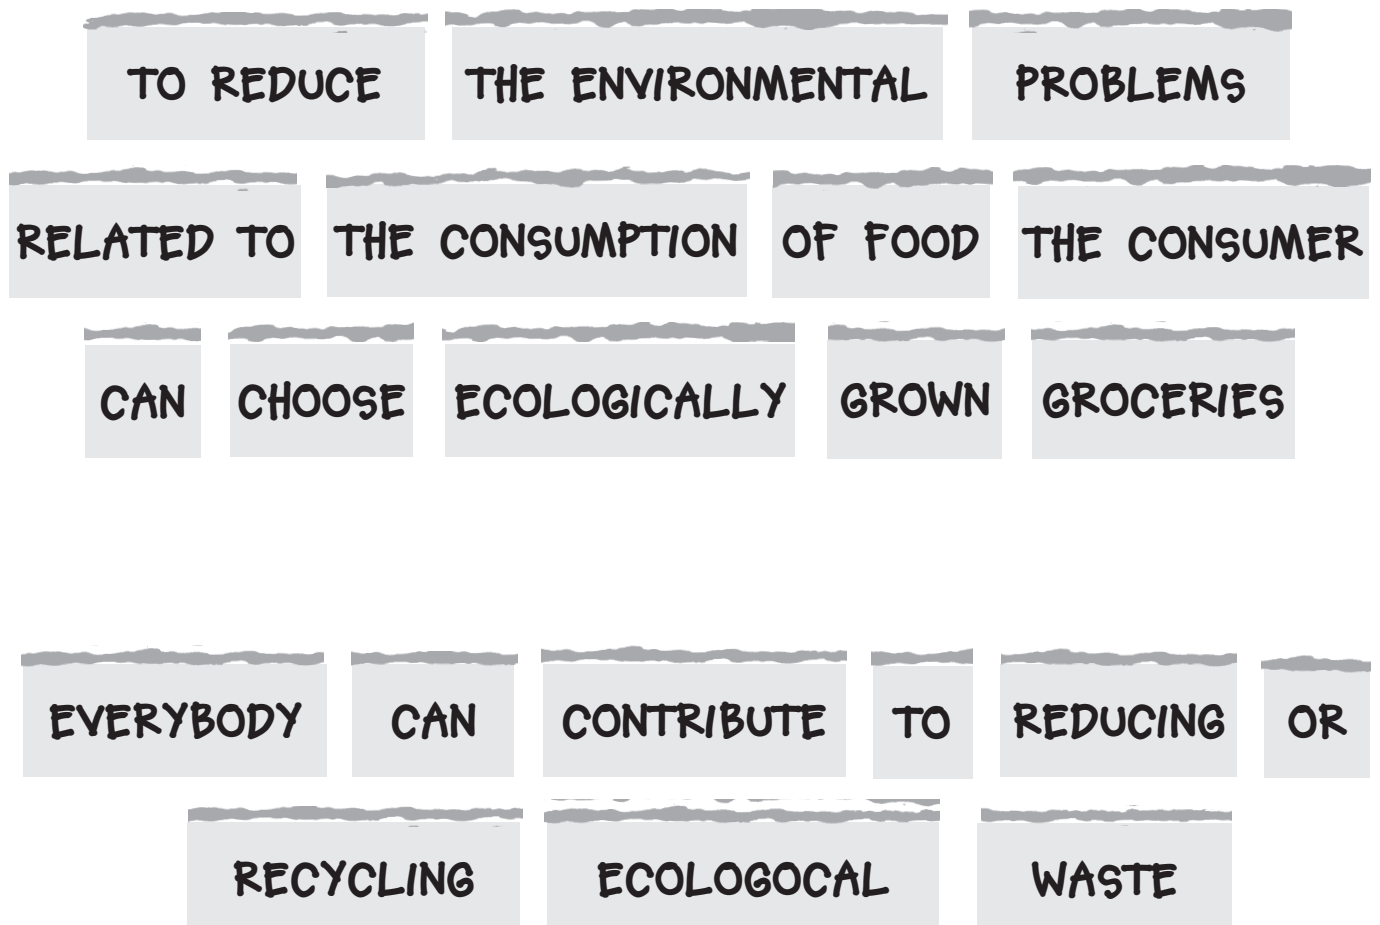 TO REDUCE THE ENVIRONMENTAL PROBLEMS
RELATED TO THE CONSUMPTION OF FOOD THE CONSUMER
CAN CHOOSE ECOLOGICALLY GROWN GROCERIES
EVERYBODY CAN CONTRIBUTE TO REDUCING OR
RECYCLING ECOLOGOCAL WASTE